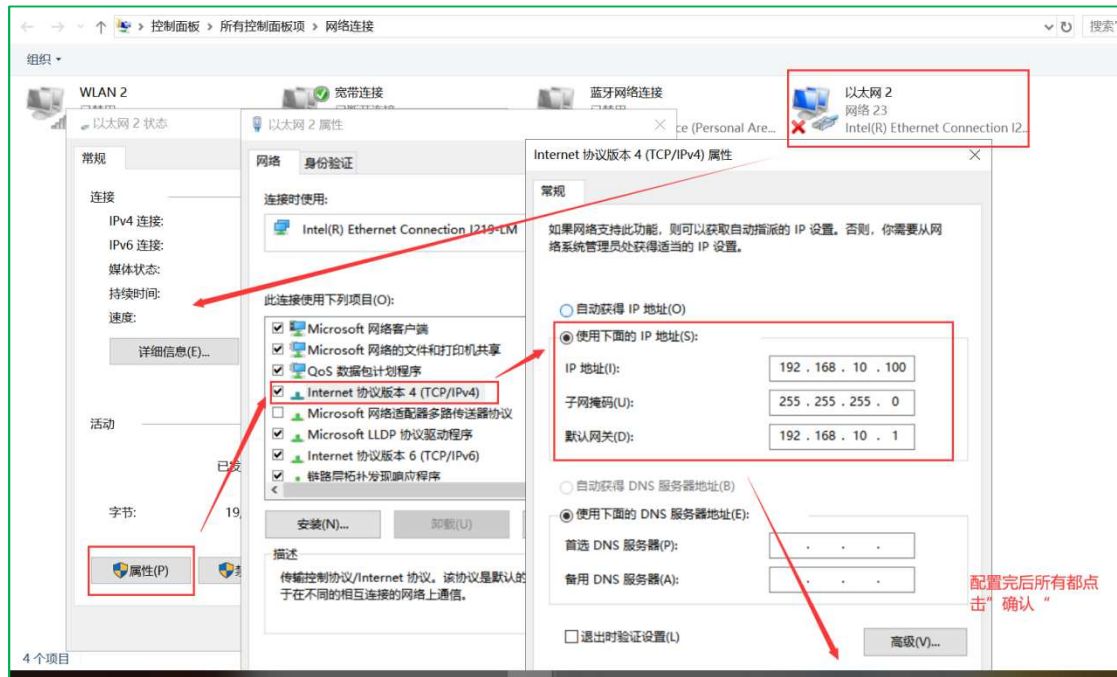 控制面板 › 所有控制面板项 › 网络连接
搜索"
组织
WLAN 2
宽带连接
蓝牙网络连接
以太网 2
网络 23
Intel(R) Ethernet Connection I2...
ce (Personal Are...
以太网 2 状态
常规
连接
IPv4 连接:
IPv6 连接:
媒体状态:
持续时间:
速度:
详细信息(E)...
活动
已发
字节:
19,
属性(P)
以太网 2 属性
网络
身份验证
连接时使用:
Intel(R) Ethernet Connection I219-LM
此连接使用下列项目(O):
Microsoft 网络客户端
Microsoft 网络的文件和打印机共享
QoS 数据包计划程序
Internet 协议版本 4 (TCP/IPv4)
Microsoft 网络适配器多路传送器协议
Microsoft LLDP 协议驱动程序
Internet 协议版本 6 (TCP/IPv6)
链路层拓扑发现响应程序
安装(N)...
卸载(U)
描述
传输控制协议/Internet 协议。该协议是默认的
于在不同的相互连接的网络上通信。
Internet 协议版本 4 (TCP/IPv4) 属性
常规
如果网络支持此功能，则可以获取自动指派的 IP 设置。否则，你需要从网
络系统管理员处获得适当的 IP 设置。
自动获得 IP 地址(O)
使用下面的 IP 地址(S):
IP 地址(I): 192 . 168 . 10 . 100
子网掩码(U): 255 . 255 . 255 . 0
默认网关(D): 192 . 168 . 10 . 1
自动获得 DNS 服务器地址(B)
使用下面的 DNS 服务器地址(E):
首选 DNS 服务器(P): . . .
备用 DNS 服务器(A): . . .
退出时验证设置(L)
高级(V)...
配置完后所有都点
击" 确认 "
4 个项目